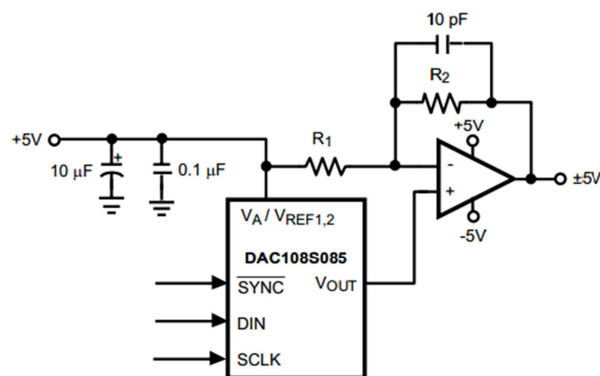 10 pF
R2
+5V
R1
+5V
10 µF
+
0.1 µF
-
+
±5V
-5V
VA / VREF1,2
DAC108S085
SYNC
VOUT
DIN
SCLK